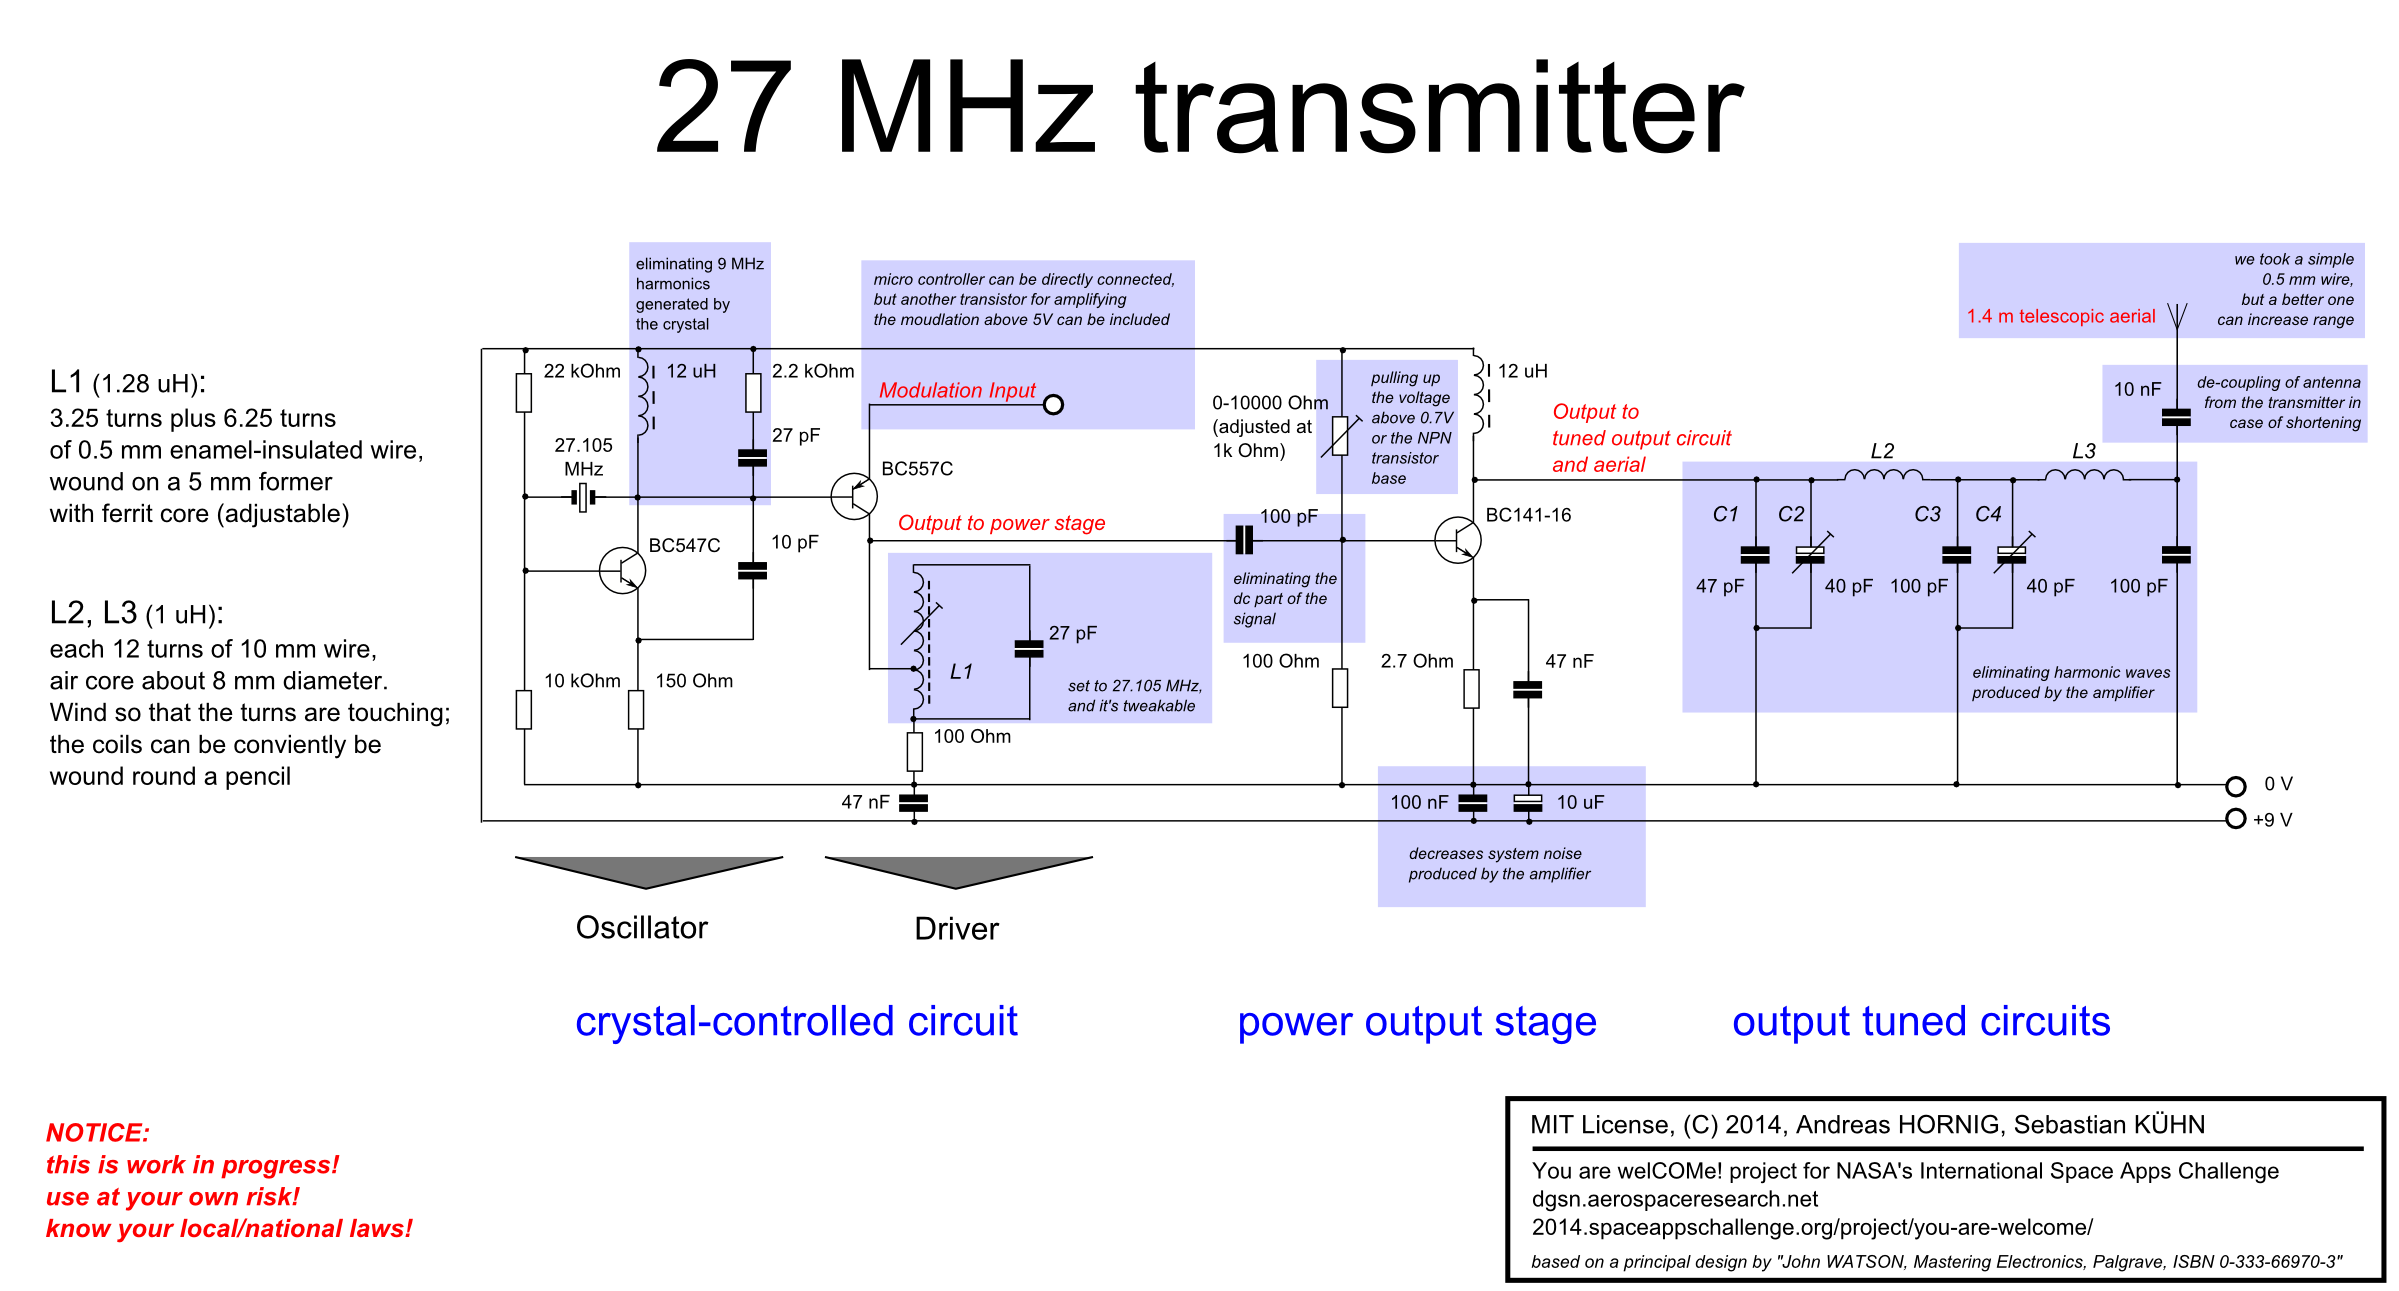 27 MHz transmitter
eliminating 9 MHz
harmonics
generated by
the crystal
micro controller can be directly connected,
but another transistor for amplifying
the moudlation above 5V can be included
we took a simple
0.5 mm wire,
but a better one
can increase range
1.4 m telescopic aerial
L1 (1.28 uH):
3.25 turns plus 6.25 turns
of 0.5 mm enamel-insulated wire,
wound on a 5 mm former
with ferrit core (adjustable)
L2, L3 (1 uH):
each 12 turns of 10 mm wire,
air core about 8 mm diameter.
Wind so that the turns are touching;
the coils can be conviently be
wound round a pencil
22 kOhm
12 uH
2.2 kOhm
27 pF
27.105
MHz
BC547C
10 pF
10 kOhm
150 Ohm
Modulation Input
BC557C
Output to power stage
L1
27 pF
set to 27.105 MHz,
and it's tweakable
100 Ohm
47 nF
0-10000 Ohm
(adjusted at
1k Ohm)
pulling up
the voltage
above 0.7V
or the NPN
transistor
base
12 uH
100 pF
eliminating the
dc part of the
signal
BC141-16
100 Ohm
2.7 Ohm
47 nF
100 nF
10 uF
decreases system noise
produced by the amplifier
Output to
tuned output circuit
and aerial
10 nF
de-coupling of antenna
from the transmitter in
case of shortening
L2
L3
C1
C2
C3
C4
47 pF
40 pF
100 pF
40 pF
100 pF
eliminating harmonic waves
produced by the amplifier
0 V
+9 V
Oscillator
Driver
crystal-controlled circuit
power output stage
output tuned circuits
NOTICE:
this is work in progress!
use at your own risk!
know your local/national laws!
MIT License, (C) 2014, Andreas HORNIG, Sebastian KÜHN
You are welCOMe! project for NASA's International Space Apps Challenge
dgsn.aerospaceresearch.net
2014.spaceappschallenge.org/project/you-are-welcome/
based on a principal design by "John WATSON, Mastering Electronics, Palgrave, ISBN 0-333-66970-3"